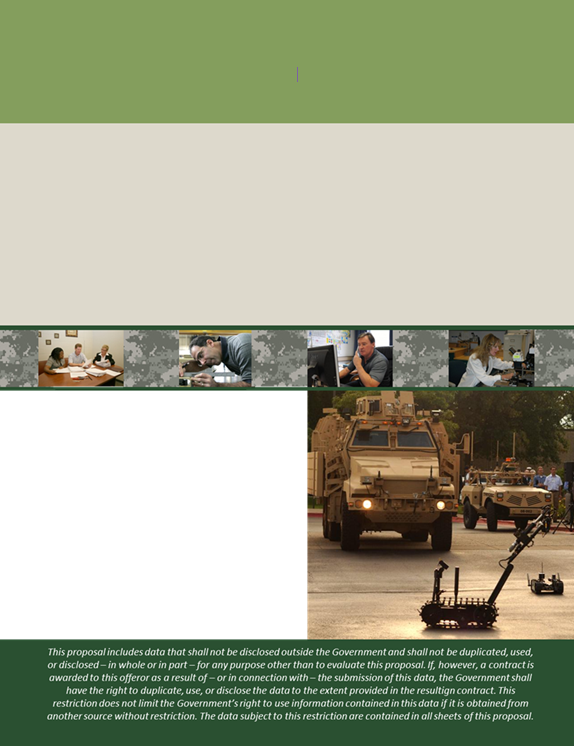 This proposal includes data that shall not be disclosed outside the Government and shall not be duplicated, used,
or disclosed – in whole or in part – for any purpose other than to evaluate this proposal. If, however, a contract is
awarded to this offeror as a result of – or in connection with – the submission of this data, the Government shall
have the right to duplicate, use, or disclose the data to the extent provided in the resultign contract. This
restriction does not limit the Government's right to use information contained in this data if it is obtained from
another source without restriction. The data subject to this restriction are contained in all sheets of this proposal.